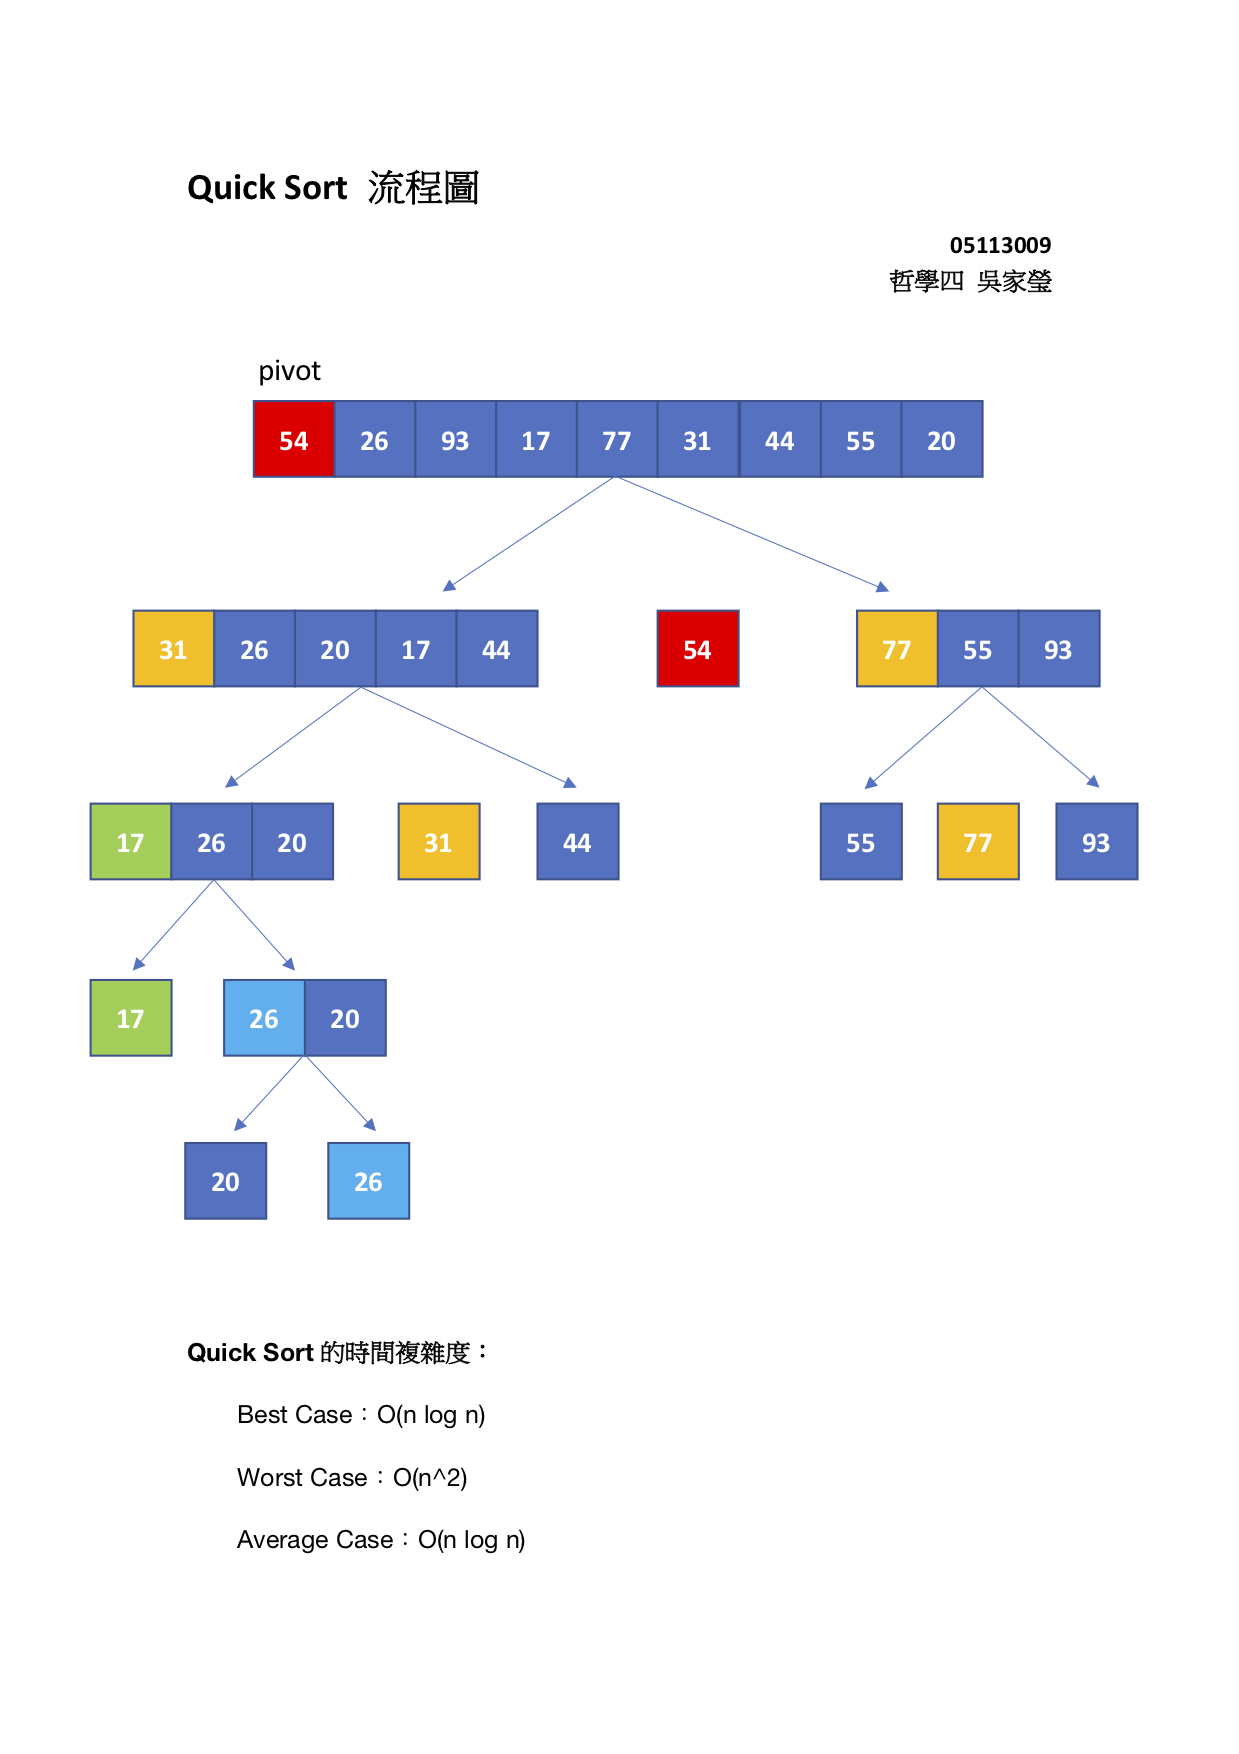 Quick Sort 流程圖
05113009
哲學四 吳家瑩
pivot
54 26 93 17 77 31 44 55 20
31 26 20 17 44 54 77 55 93
17 26 20 31 44 55 77 93
17 26 20
20 26
Quick Sort 的時間複雜度：
Best Case：O(n log n)
Worst Case：O(n^2)
Average Case：O(n log n)